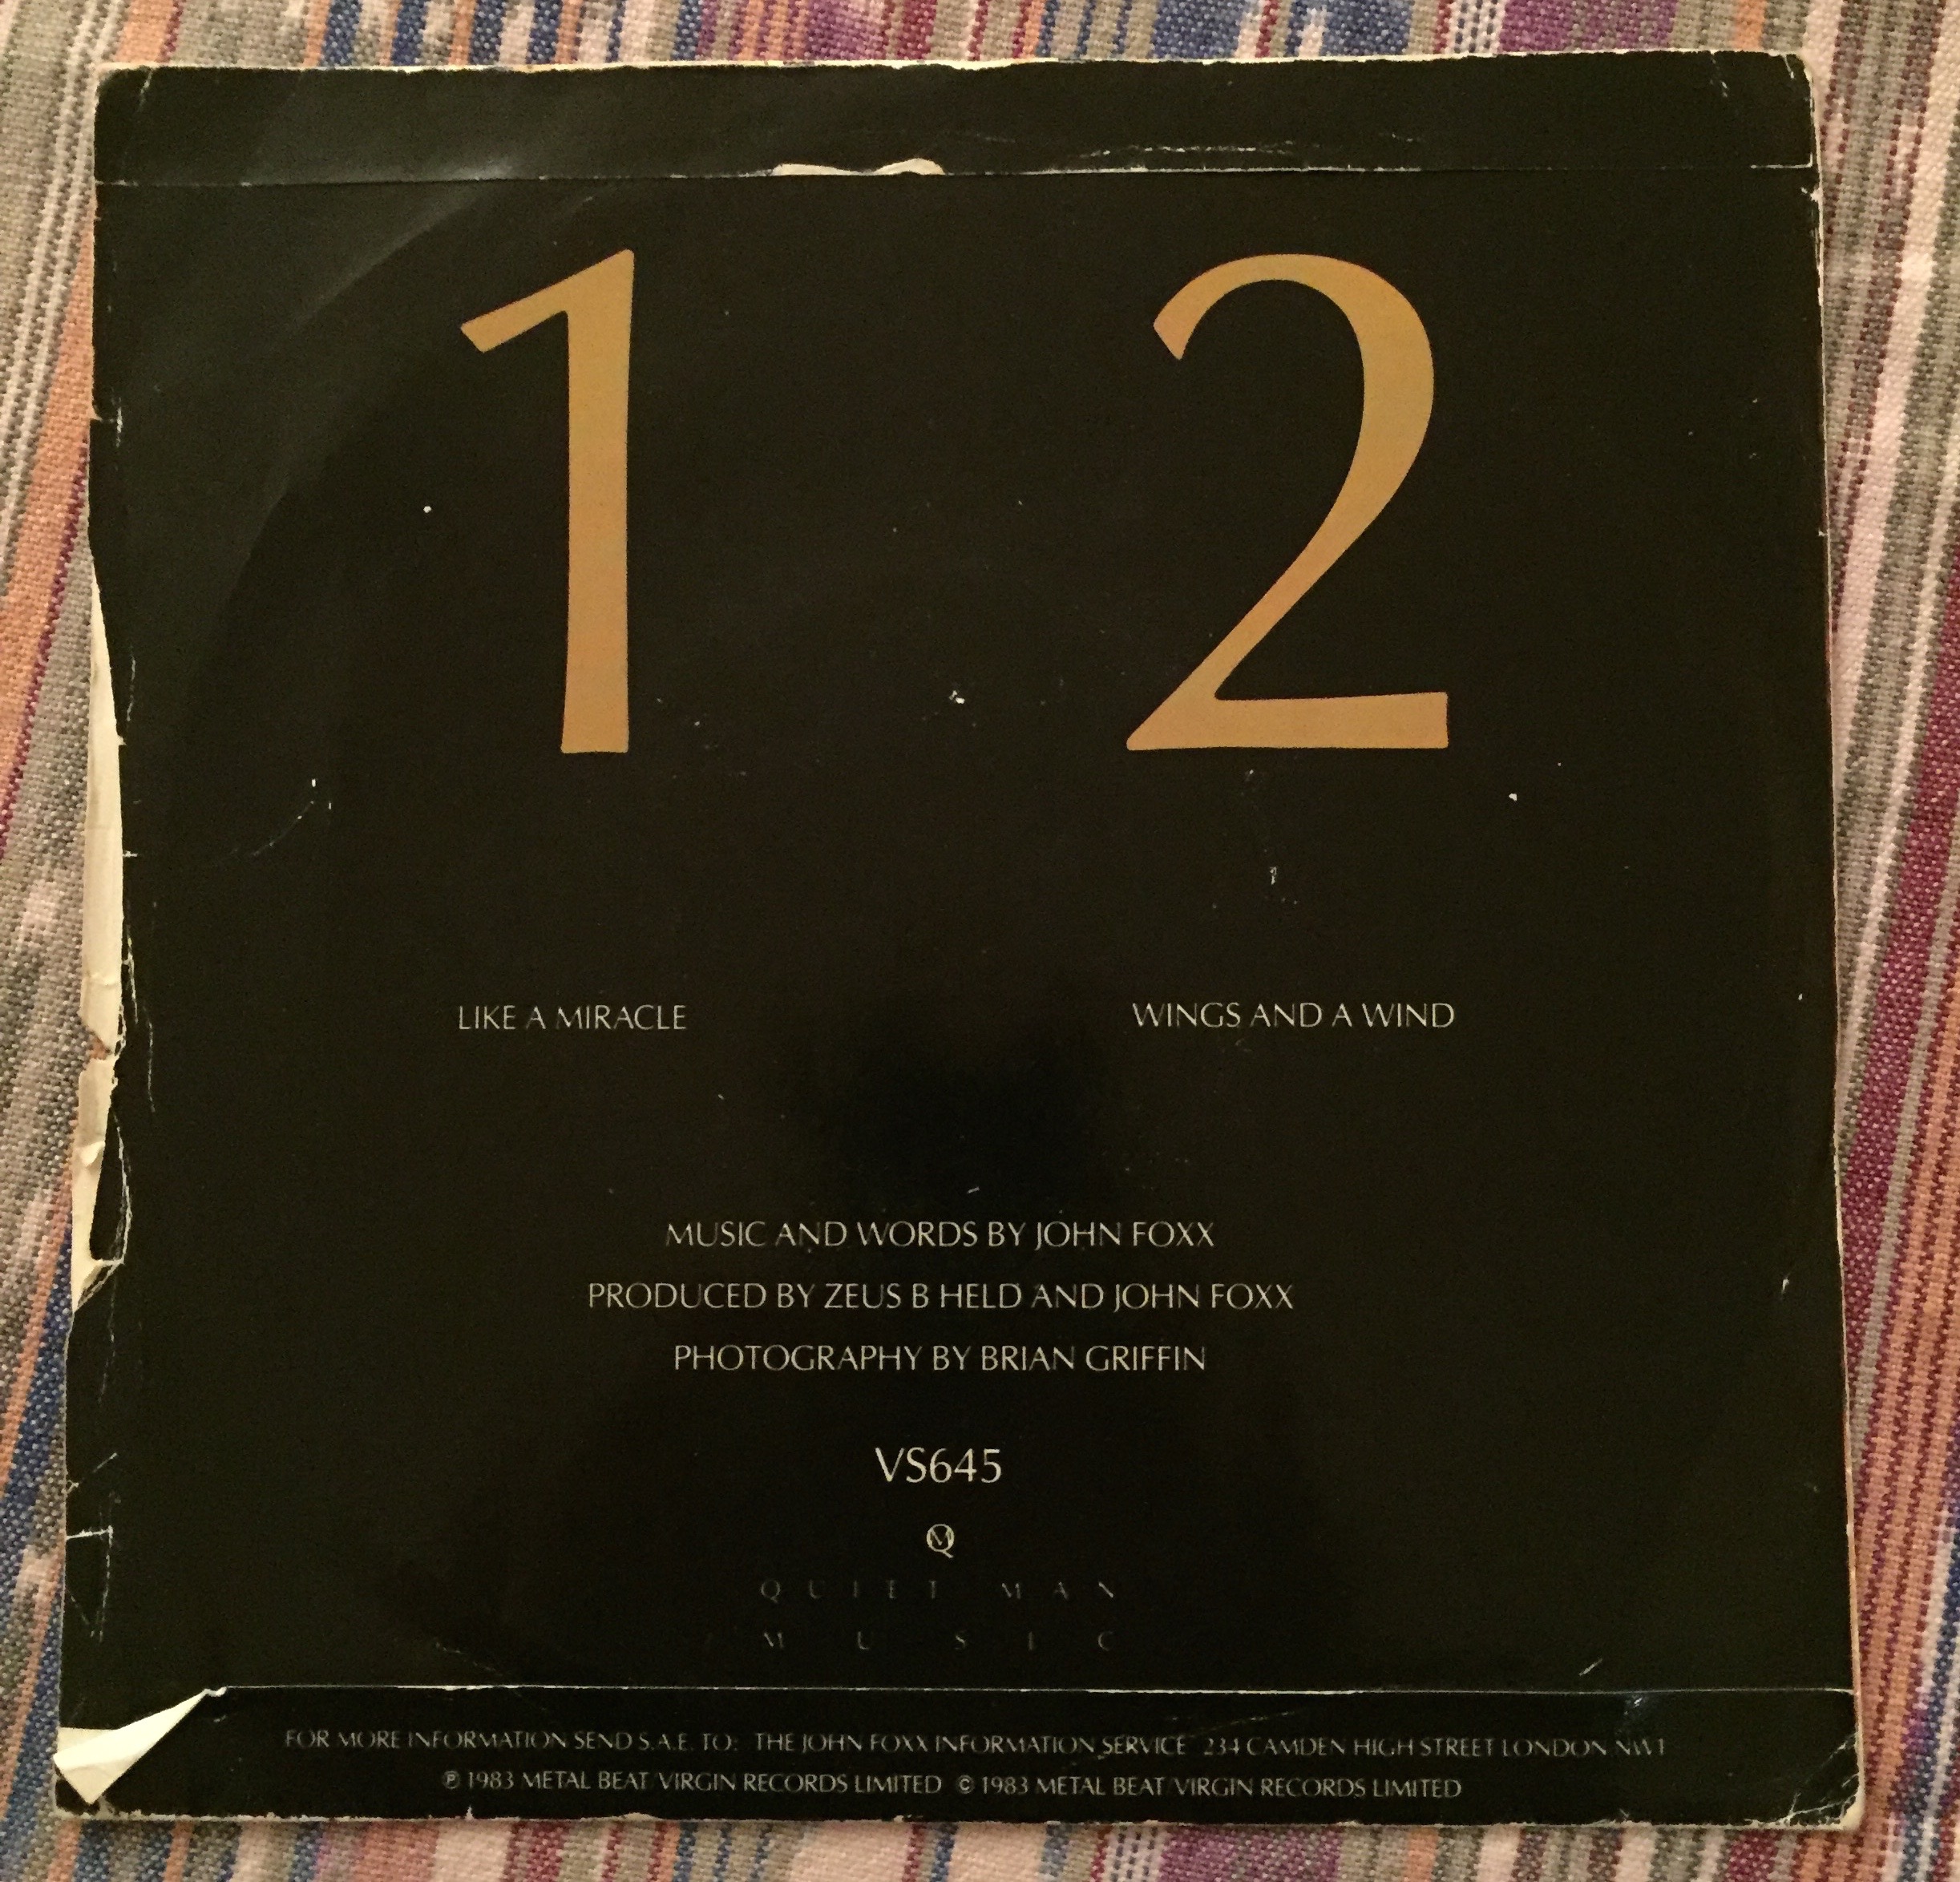 1 2
LIKE A MIRACLE WINGS AND A WIND
MUSIC AND WORDS BY JOHN FOXX
PRODUCED BY ZEUS B HELD AND JOHN FOXX
PHOTOGRAPHY BY BRIAN GRIFFIN
VS645
QM
QUIET MAN
MUSIC
FOR MORE INFORMATION SEND S.A.E. TO: THE JOHN FOXX INFORMATION SERVICE 234 CAMDEN HIGH STREET LONDON NW1
℗ 1983 METAL BEAT/VIRGIN RECORDS LIMITED © 1983 METAL BEAT/VIRGIN RECORDS LIMITED